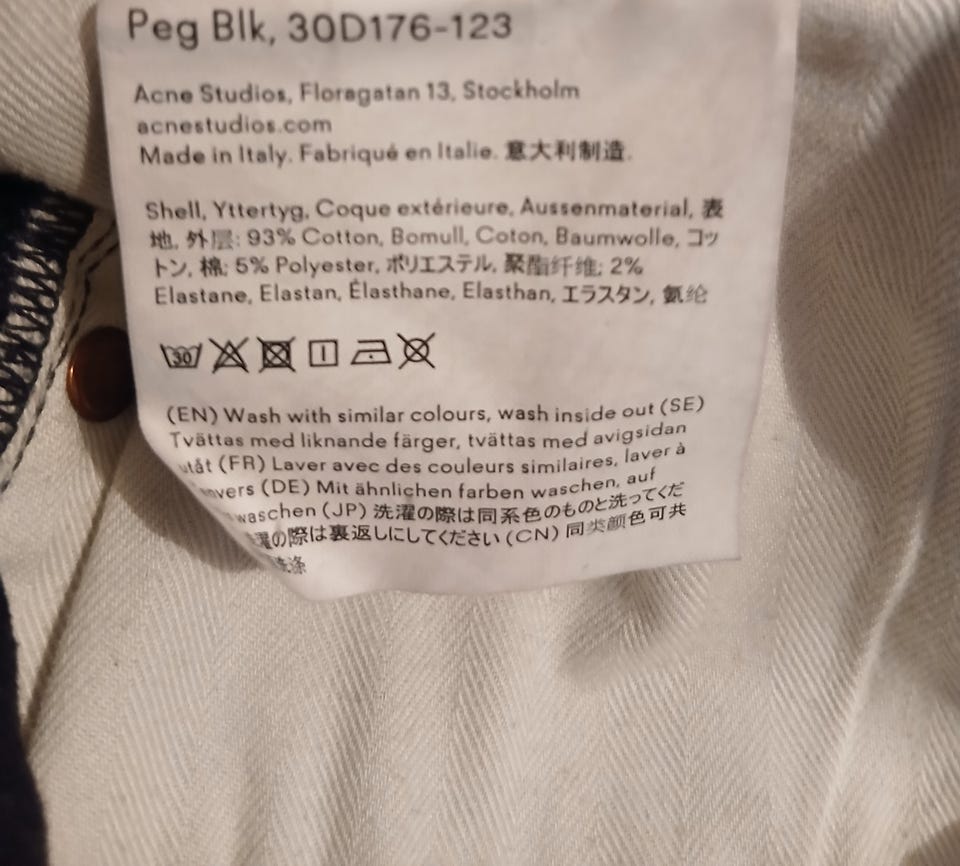 Peg Blk, 30D176-123
Acne Studios, Floragatan 13, Stockholm
acnestudios.com
Made in Italy. Fabriqué en Italie. 意大利制造.
Shell, Yttertyg, Coque extérieure, Aussenmaterial, 表
地, 外层: 93% Cotton, Bomull, Coton, Baumwolle, コッ
トン, 棉; 5% Polyester, ポリエステル, 聚酯纤维; 2%
Elastane, Elastan, Élasthane, Elasthan, エラスタン, 氨纶
30
(EN) Wash with similar colours, wash inside out (SE)
Tvättas med liknande färger, tvättas med avigsidan
utåt (FR) Laver avec des couleurs similaires, laver à
(DE) Mit ähnlichen farben waschen, auf
waschen (JP) 洗濯の際は同系色のものと洗ってくだ
濯の際は裏返しにしてください (CN) 同类颜色可共
洗涤